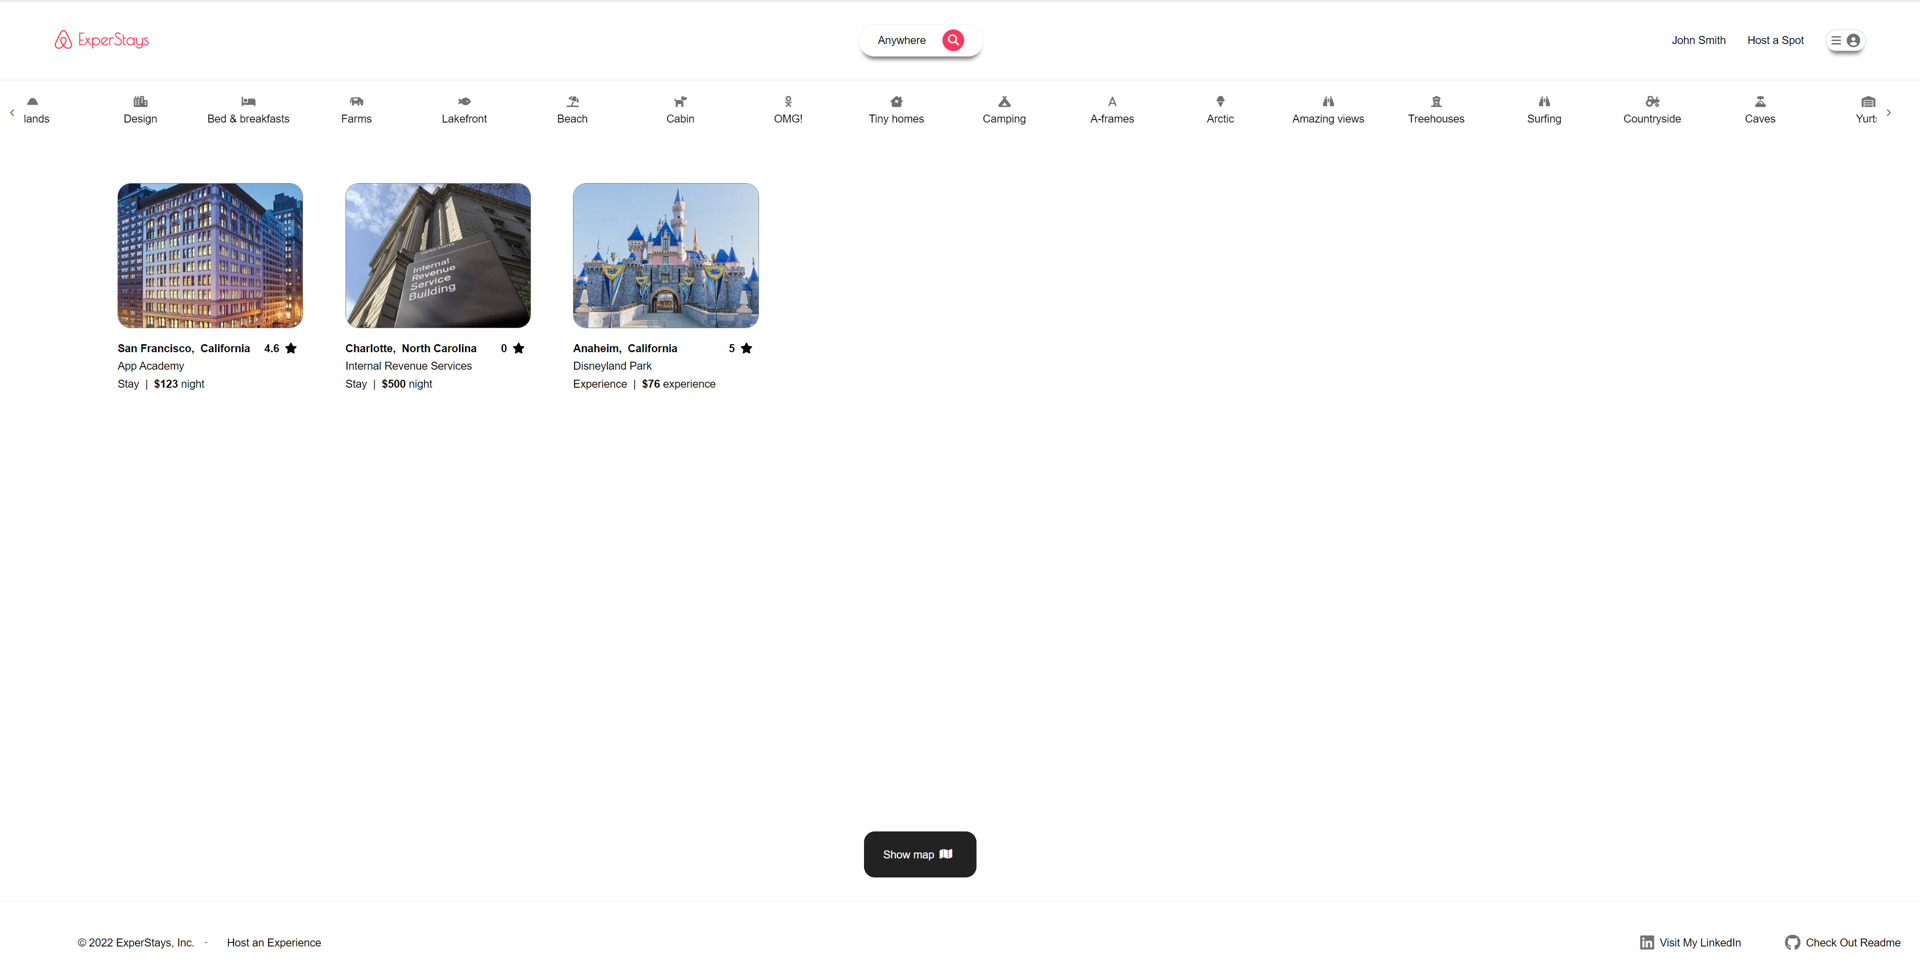 ExperStays
Anywhere
John Smith
Host a Spot
lands
Design
Bed & breakfasts
Farms
Lakefront
Beach
Cabin
OMG!
Tiny homes
Camping
A-frames
Arctic
Amazing views
Treehouses
Surfing
Countryside
Caves
Yurts
UNITED STATES
Internal
Revenue
Service
Building
San Francisco, California 4.6
App Academy
Stay | $123 night
Charlotte, North Carolina 0
Internal Revenue Services
Stay | $500 night
Anaheim, California 5
Disneyland Park
Experience | $76 experience
Show map
© 2022 ExperStays, Inc. · Host an Experience
Visit My LinkedIn
Check Out Readme